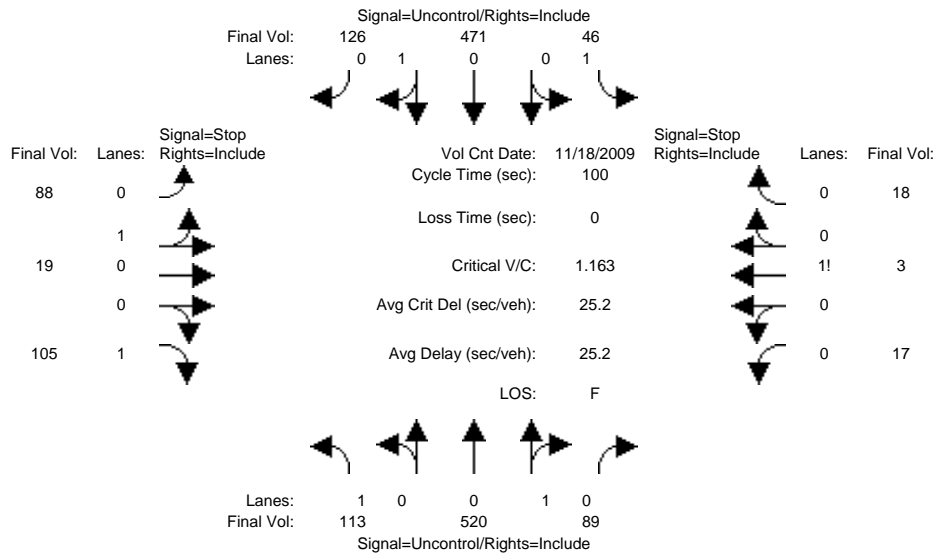 Signal=Uncontrol/Rights=Include
Final Vol: 126 471 46
Lanes: 0 1 0 0 1
Signal=Stop Signal=Stop
Final Vol: Lanes: Rights=Include Vol Cnt Date: 11/18/2009 Rights=Include Lanes: Final Vol:
Cycle Time (sec): 100
88 0 0 18
Loss Time (sec): 0
1 0
19 0 Critical V/C: 1.163 1! 3
0 Avg Crit Del (sec/veh): 25.2 0
105 1 Avg Delay (sec/veh): 25.2 0 17
LOS: F
Lanes: 1 0 0 1 0
Final Vol: 113 520 89
Signal=Uncontrol/Rights=Include